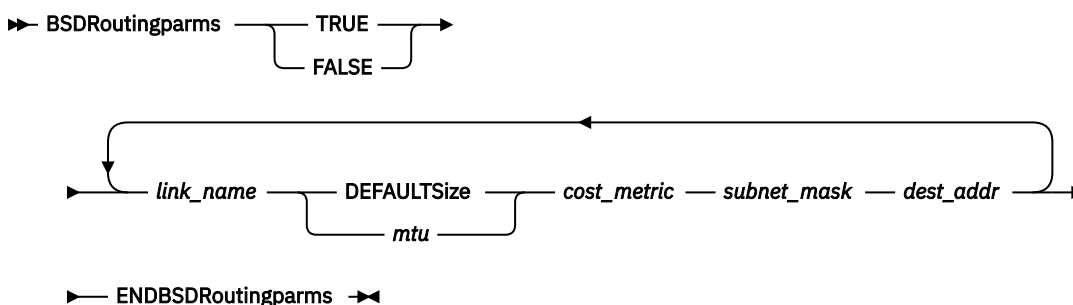 BSDRoutingparms TRUE
FALSE
link_name DEFAULTSize cost_metric subnet_mask dest_addr
mtu
ENDBSDRoutingparms